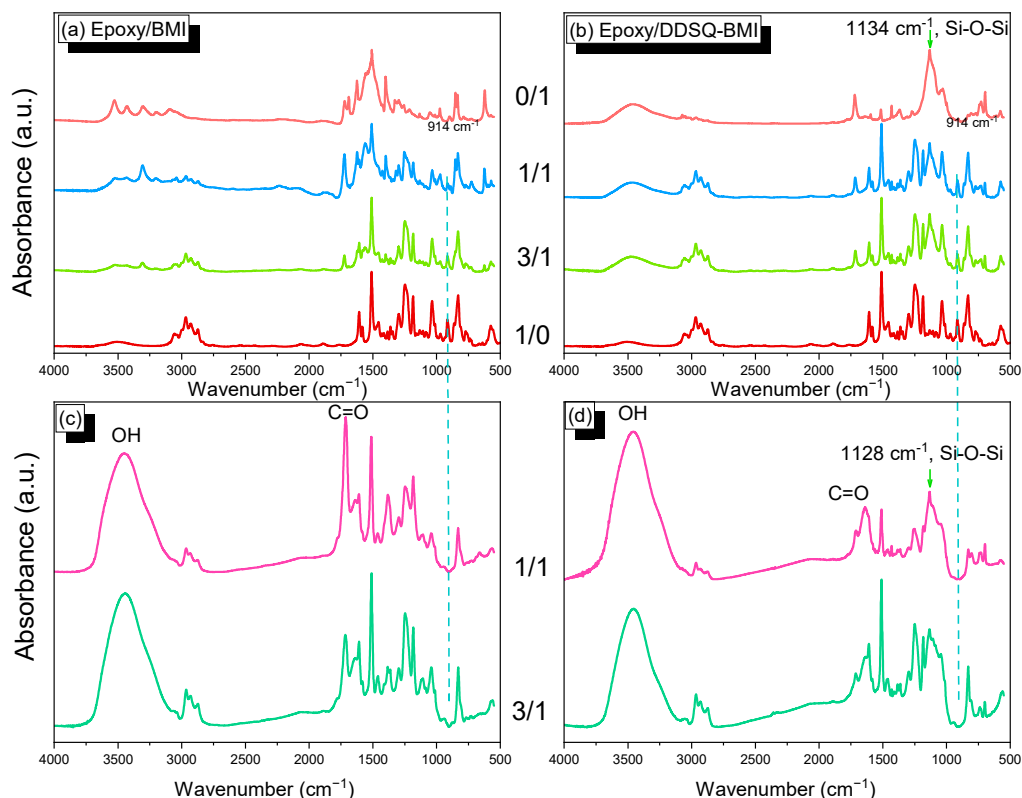 (a) Epoxy/BMI
914 cm⁻¹
Absorbance (a.u.)
4000 3500 3000 2500 2000 1500 1000 500
Wavenumber (cm⁻¹)
0/1
1/1
3/1
1/0
(b) Epoxy/DDSQ-BMI
1134 cm⁻¹, Si-O-Si
914 cm⁻¹
4000 3500 3000 2500 2000 1500 1000 500
Wavenumber (cm⁻¹)
(c)
OH
C=O
Absorbance (a.u.)
4000 3500 3000 2500 2000 1500 1000 500
Wavenumber (cm⁻¹)
1/1
3/1
(d)
OH
1128 cm⁻¹, Si-O-Si
C=O
4000 3500 3000 2500 2000 1500 1000 500
Wavenumber (cm⁻¹)